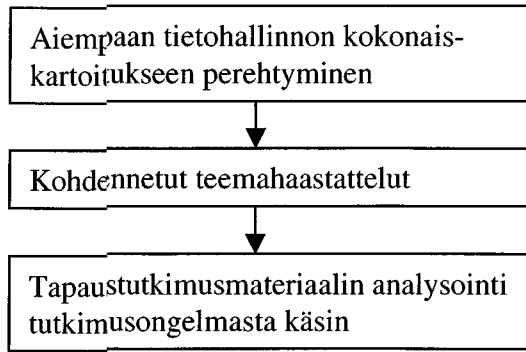 Aiempaan tietohallinnon kokonais-
kartoitukseen perehtyminen
Kohdennetut teemahaastattelut
Tapaustutkimusmateriaalin analysointi
tutkimusongelmasta käsin